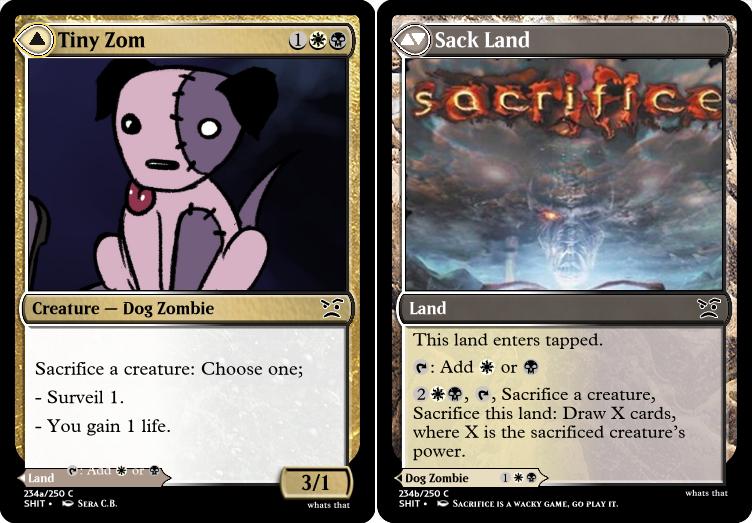 Tiny Zom 1
Creature — Dog Zombie
Sacrifice a creature: Choose one;
- Surveil 1.
- You gain 1 life.
Land : Add or
3/1
234a/250 C
SHIT • Sera C.B.
whats that
Sack Land
sacrifice
Land
This land enters tapped.
: Add or
2 , , Sacrifice a creature,
Sacrifice this land: Draw X cards,
where X is the sacrificed creature's
power.
Dog Zombie 1
234b/250 C
SHIT • Sacrifice is a wacky game, go play it.
whats that